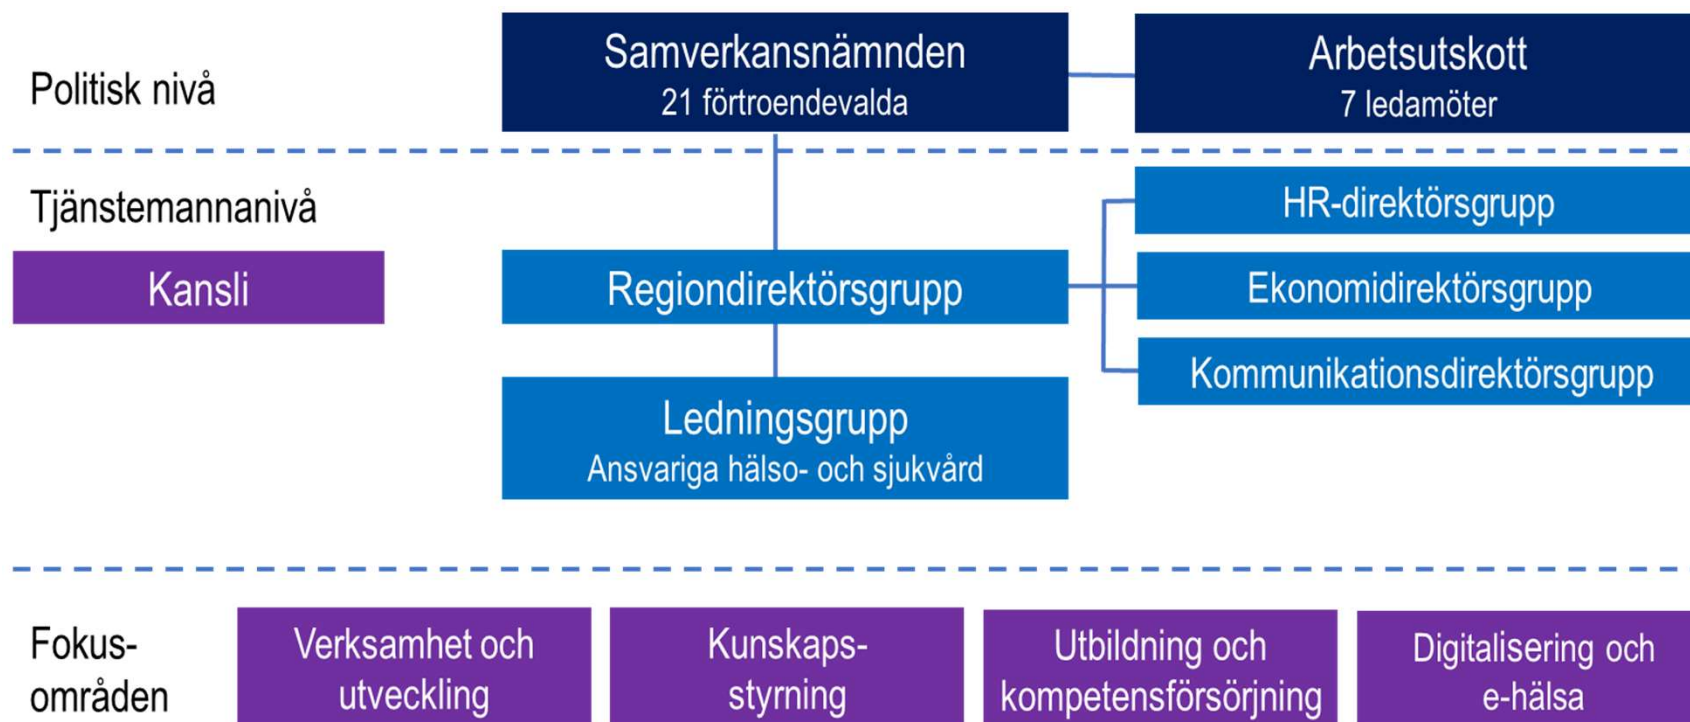 Politisk nivå
Samverkansnämnden
21 förtroendevalda
Arbetsutskott
7 ledamöter
Tjänstemannanivå
Kansli
Regiondirektörsgrupp
HR-direktörsgrupp
Ekonomidirektörsgrupp
Kommunikationsdirektörsgrupp
Ledningsgrupp
Ansvariga hälso- och sjukvård
Fokus-
områden
Verksamhet och
utveckling
Kunskaps-
styrning
Utbildning och
kompetensförsörjning
Digitalisering och
e-hälsa